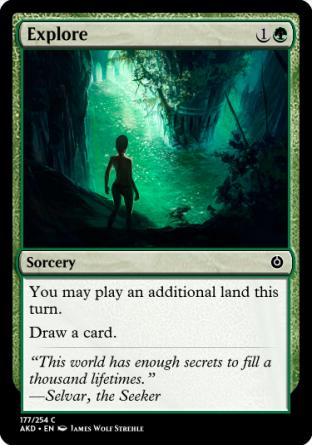 Explore 1
Sorcery
You may play an additional land this
turn.
Draw a card.
“This world has enough secrets to fill a
thousand lifetimes.”
—Selvar, the Seeker
177/254 C
AKD • EN James Wolf Strehle